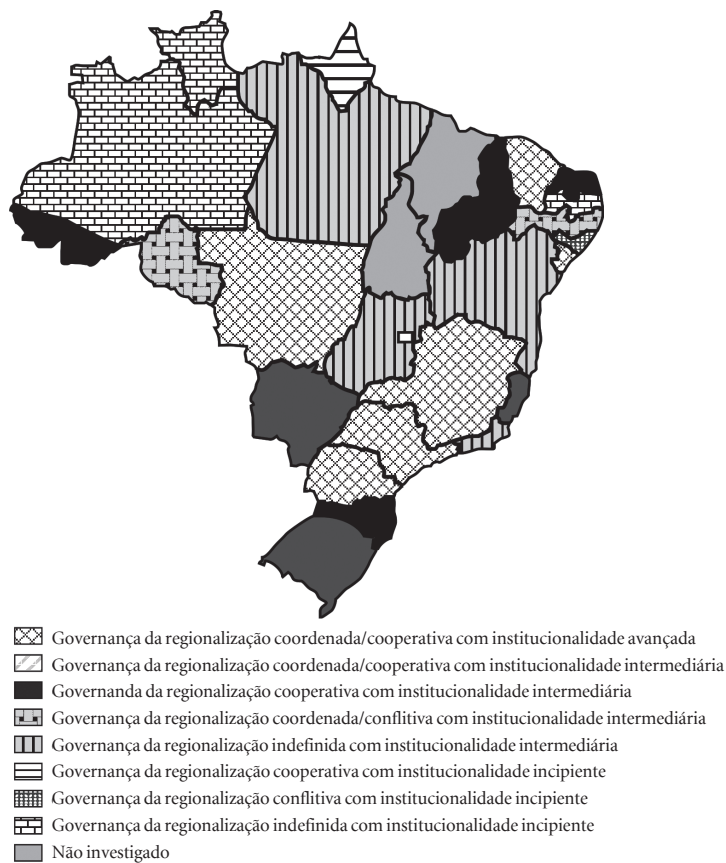 Governança da regionalização coordenada/cooperativa com institucionalidade avançada
Governança da regionalização coordenada/cooperativa com institucionalidade intermediária
Governanda da regionalização cooperativa com institucionalidade intermediária
Governança da regionalização coordenada/conflitiva com institucionalidade intermediária
Governança da regionalização indefinida com institucionalidade intermediária
Governança da regionalização cooperativa com institucionalidade incipiente
Governança da regionalização conflitiva com institucionalidade incipiente
Governança da regionalização indefinida com institucionalidade incipiente
Não investigado